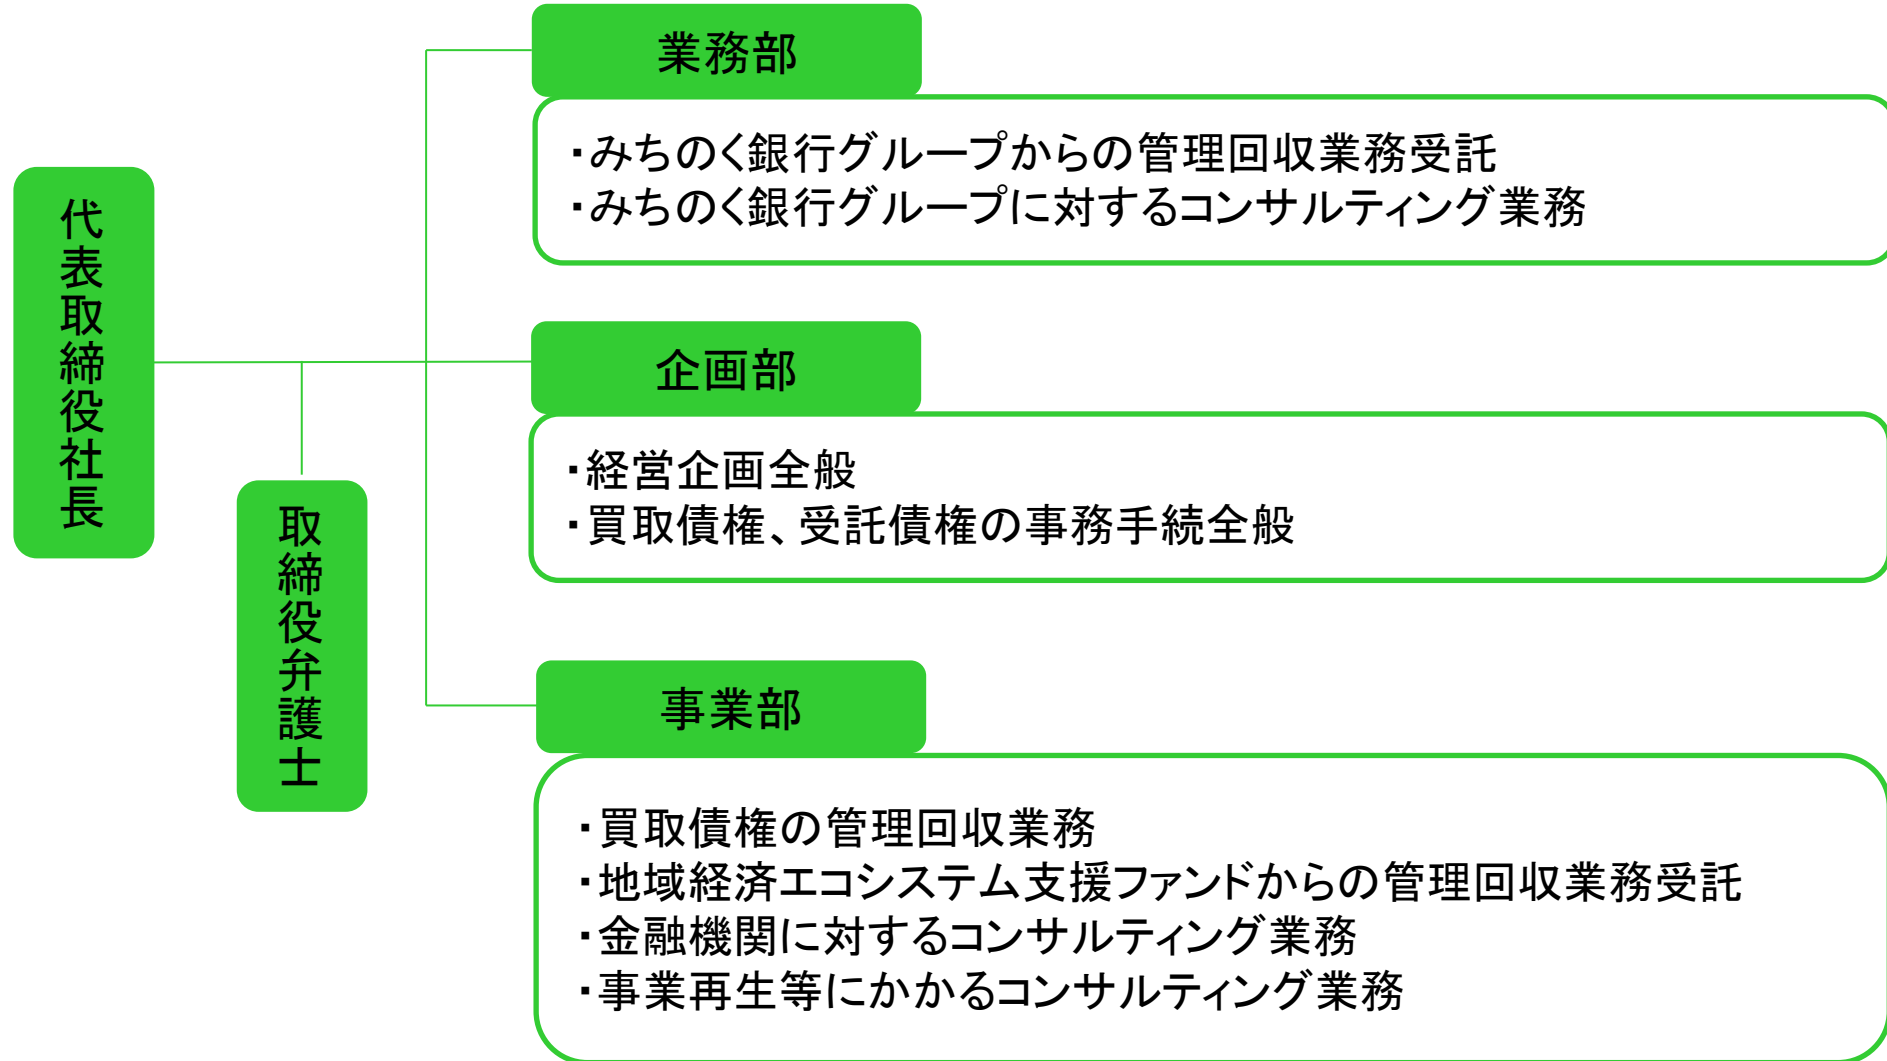 代表取締役社長
取締役弁護士
業務部
・みちのく銀行グループからの管理回収業務受託
・みちのく銀行グループに対するコンサルティング業務
企画部
・経営企画全般
・買取債権、受託債権の事務手続全般
事業部
・買取債権の管理回収業務
・地域経済エコシステム支援ファンドからの管理回収業務受託
・金融機関に対するコンサルティング業務
・事業再生等にかかるコンサルティング業務